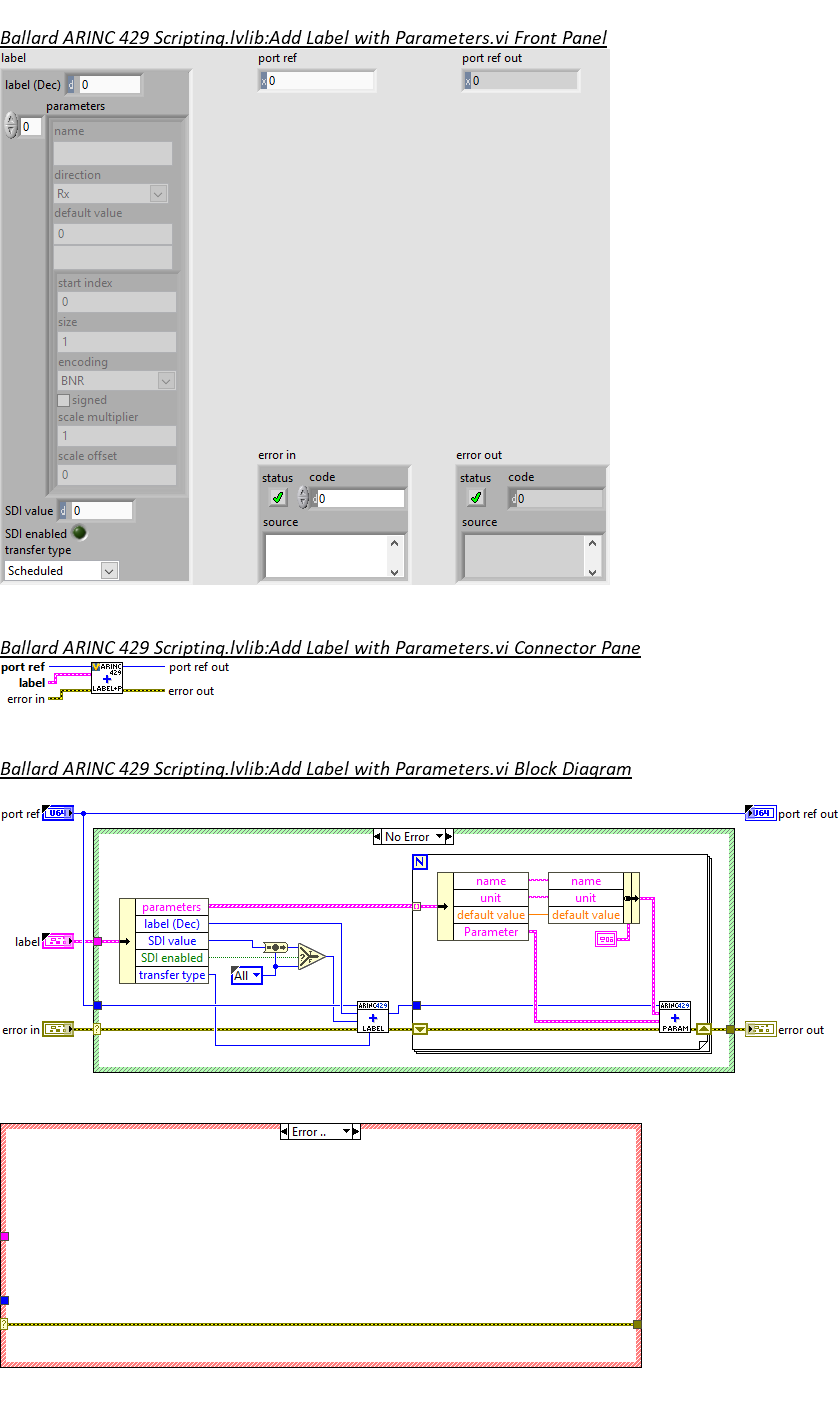 Ballard ARINC 429 Scripting.lvlib:Add Label with Parameters.vi Front Panel
label
port ref
port ref out
label (Dec) d 0
x 0
x 0
parameters
0
name
direction
Rx
default value
0
start index
0
size
1
encoding
BNR
signed
scale multiplier
1
scale offset
0
error in
error out
status code
status code
d 0
d 0
source
source
SDI value d 0
SDI enabled
transfer type
Scheduled
Ballard ARINC 429 Scripting.lvlib:Add Label with Parameters.vi Connector Pane
port ref
label
error in
V ARINC
429
LABEL+P
port ref out
error out
Ballard ARINC 429 Scripting.lvlib:Add Label with Parameters.vi Block Diagram
port ref U64
U64 port ref out
No Error
N
parameters
label (Dec)
SDI value
SDI enabled
transfer type
label
All
? T F
name
unit
default value
Parameter
name
unit
default value
ARINC429
LABEL
ARINC429
PARAM
error in
?
error out
Error ..
?